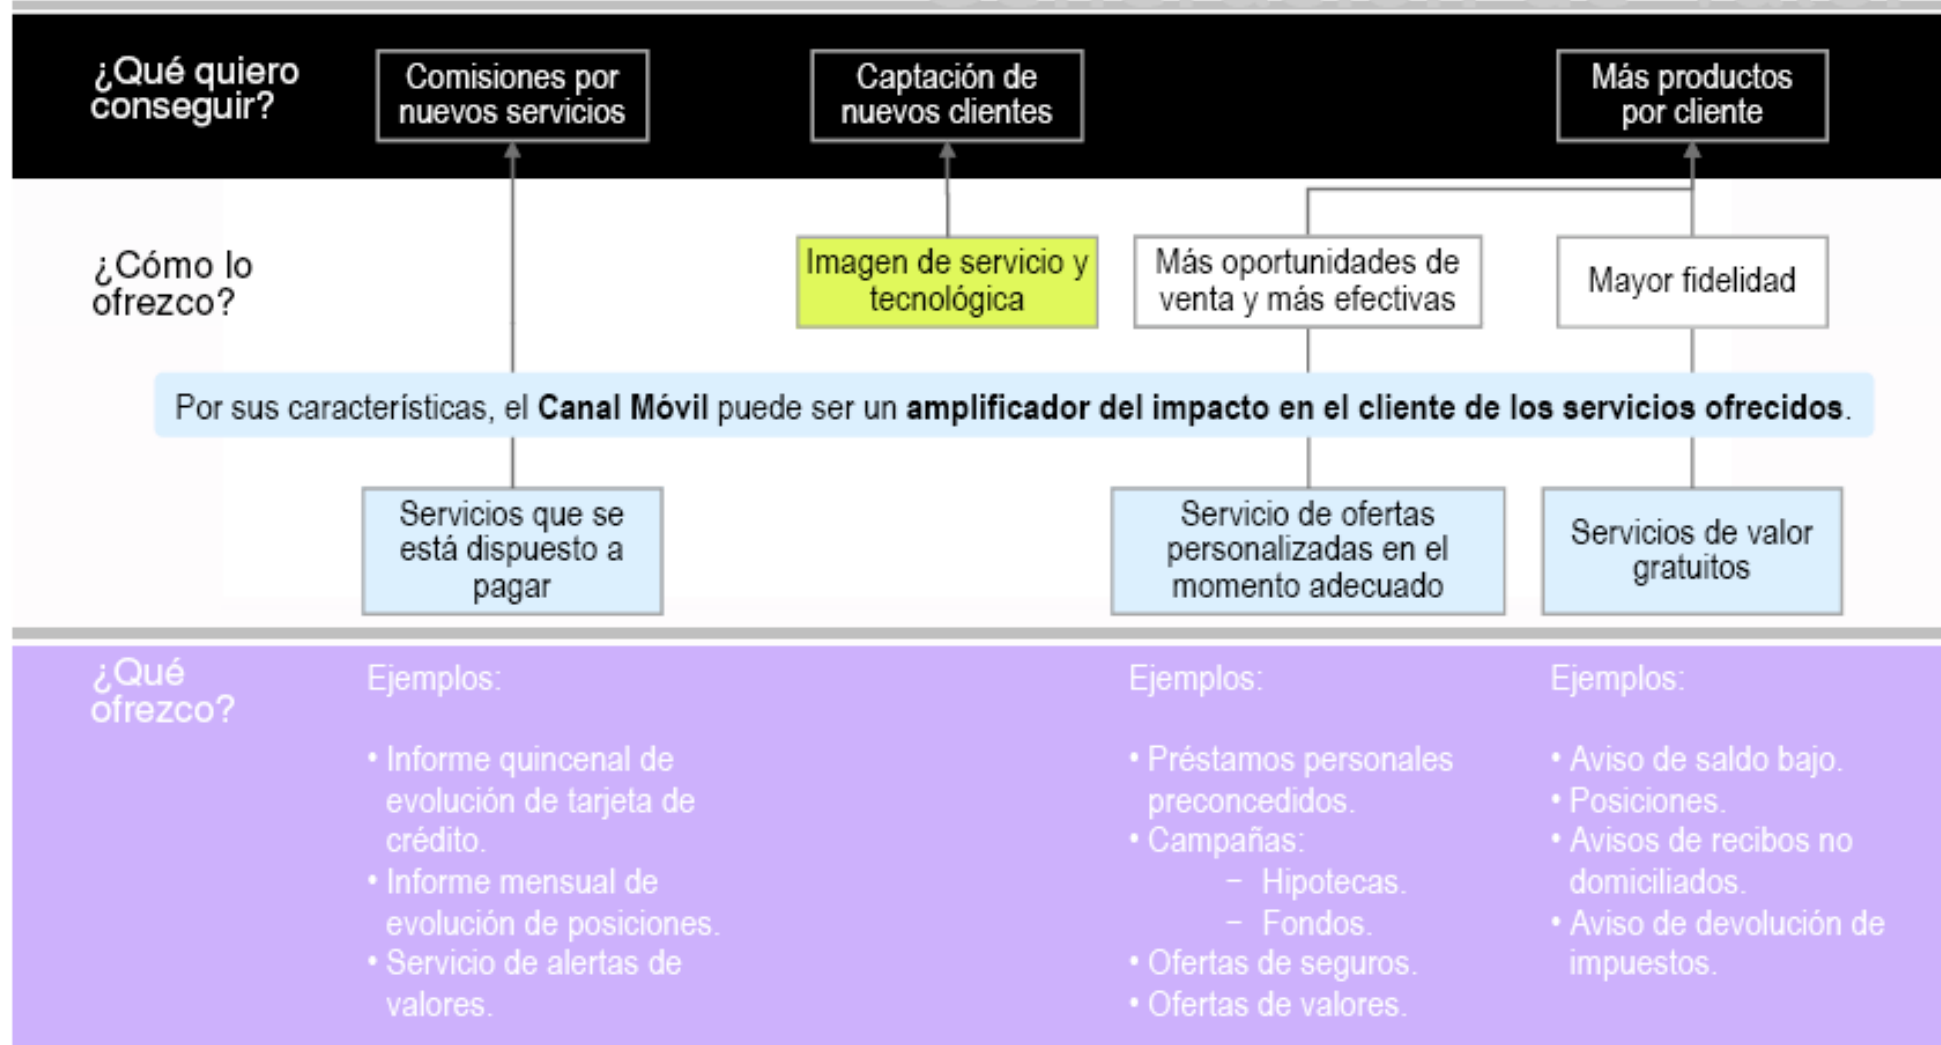 ¿Qué quiero
conseguir?
Comisiones por
nuevos servicios
Captación de
nuevos clientes
Más productos
por cliente
¿Cómo lo
ofrezco?
Imagen de servicio y
tecnológica
Más oportunidades de
venta y más efectivas
Mayor fidelidad
Por sus características, el Canal Móvil puede ser un amplificador del impacto en el cliente de los servicios ofrecidos.
Servicios que se
está dispuesto a
pagar
Servicio de ofertas
personalizadas en el
momento adecuado
Servicios de valor
gratuitos
¿Qué
ofrezco?
Ejemplos:
• Informe quincenal de
evolución de tarjeta de
crédito.
• Informe mensual de
evolución de posiciones.
• Servicio de alertas de
valores.
Ejemplos:
• Préstamos personales
preconcedidos.
• Campañas:
– Hipotecas.
– Fondos.
• Ofertas de seguros.
• Ofertas de valores.
Ejemplos:
• Aviso de saldo bajo.
• Posiciones.
• Avisos de recibos no
domiciliados.
• Aviso de devolución de
impuestos.